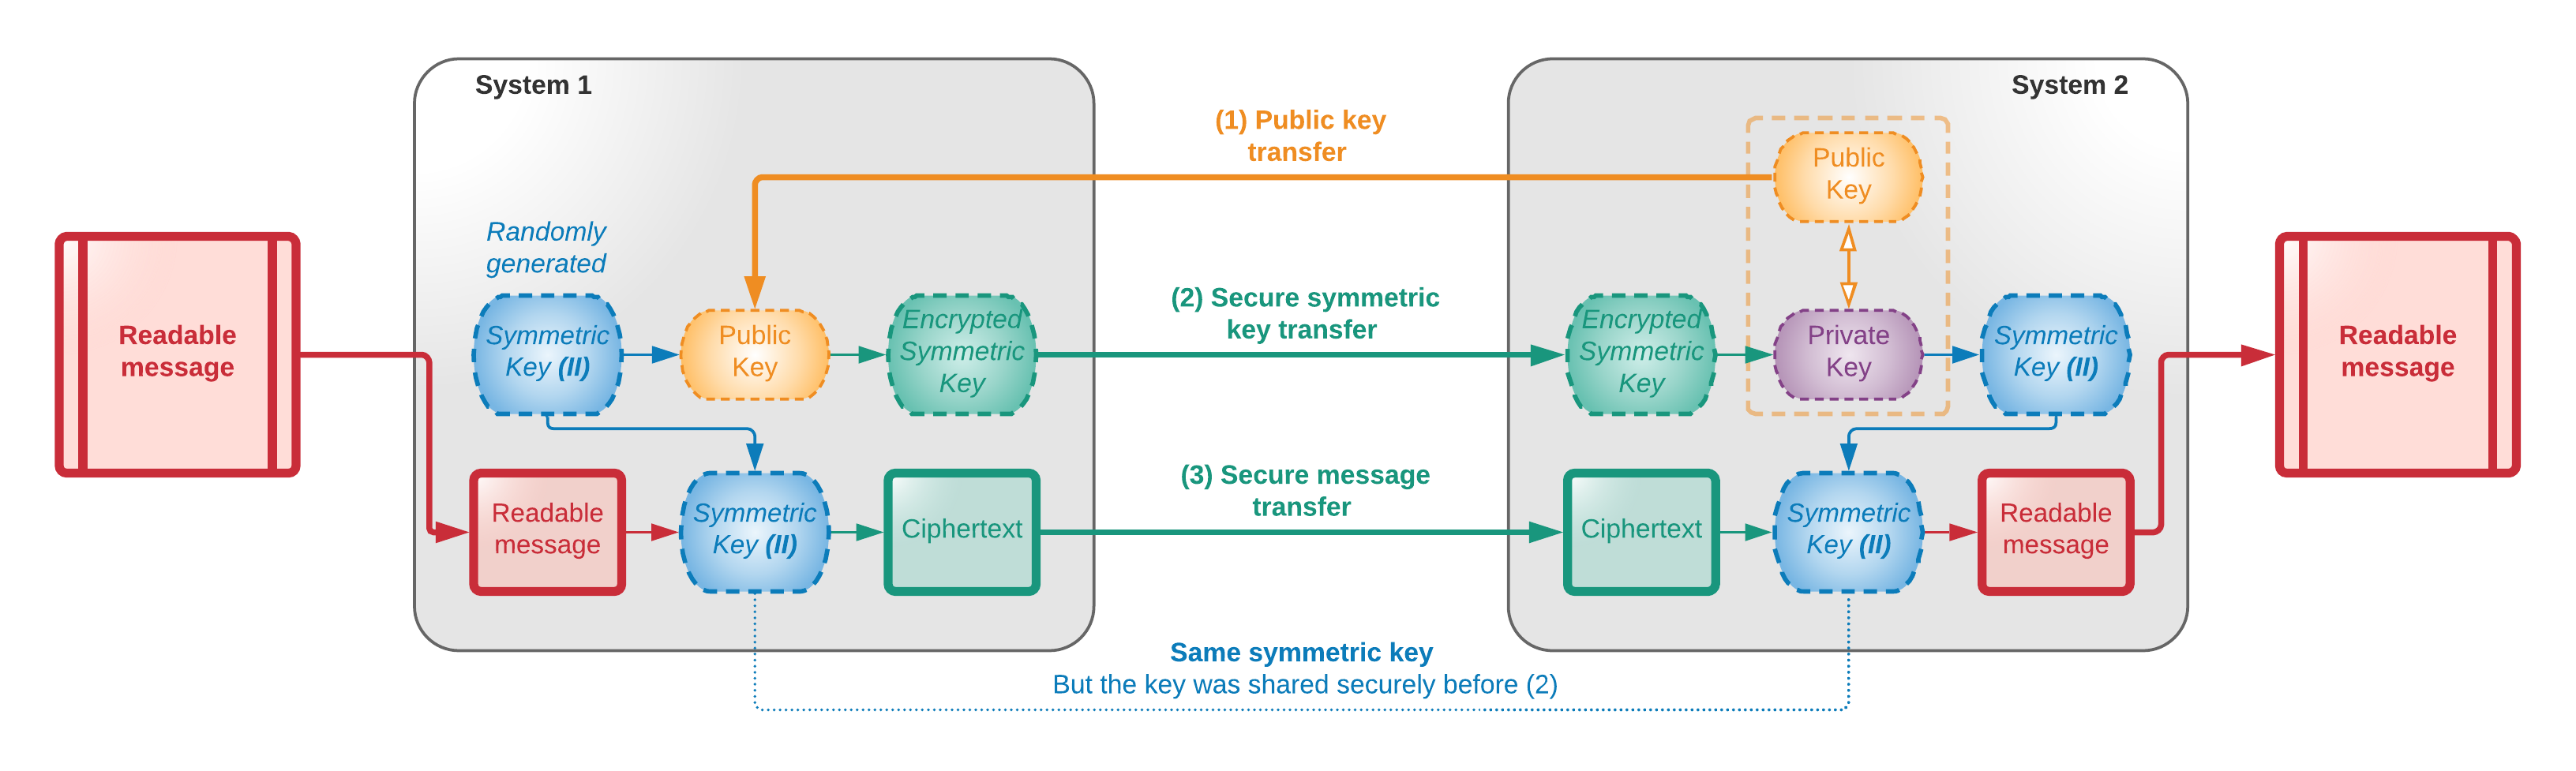 System 1
System 2
(1) Public key
transfer
Public
Key
Randomly
generated
Readable
message
Symmetric
Key (II)
Public
Key
Encrypted
Symmetric
Key
(2) Secure symmetric
key transfer
Encrypted
Symmetric
Key
Private
Key
Symmetric
Key (II)
Readable
message
Readable
message
Symmetric
Key (II)
Ciphertext
(3) Secure message
transfer
Ciphertext
Symmetric
Key (II)
Readable
message
Same symmetric key
But the key was shared securely before (2)